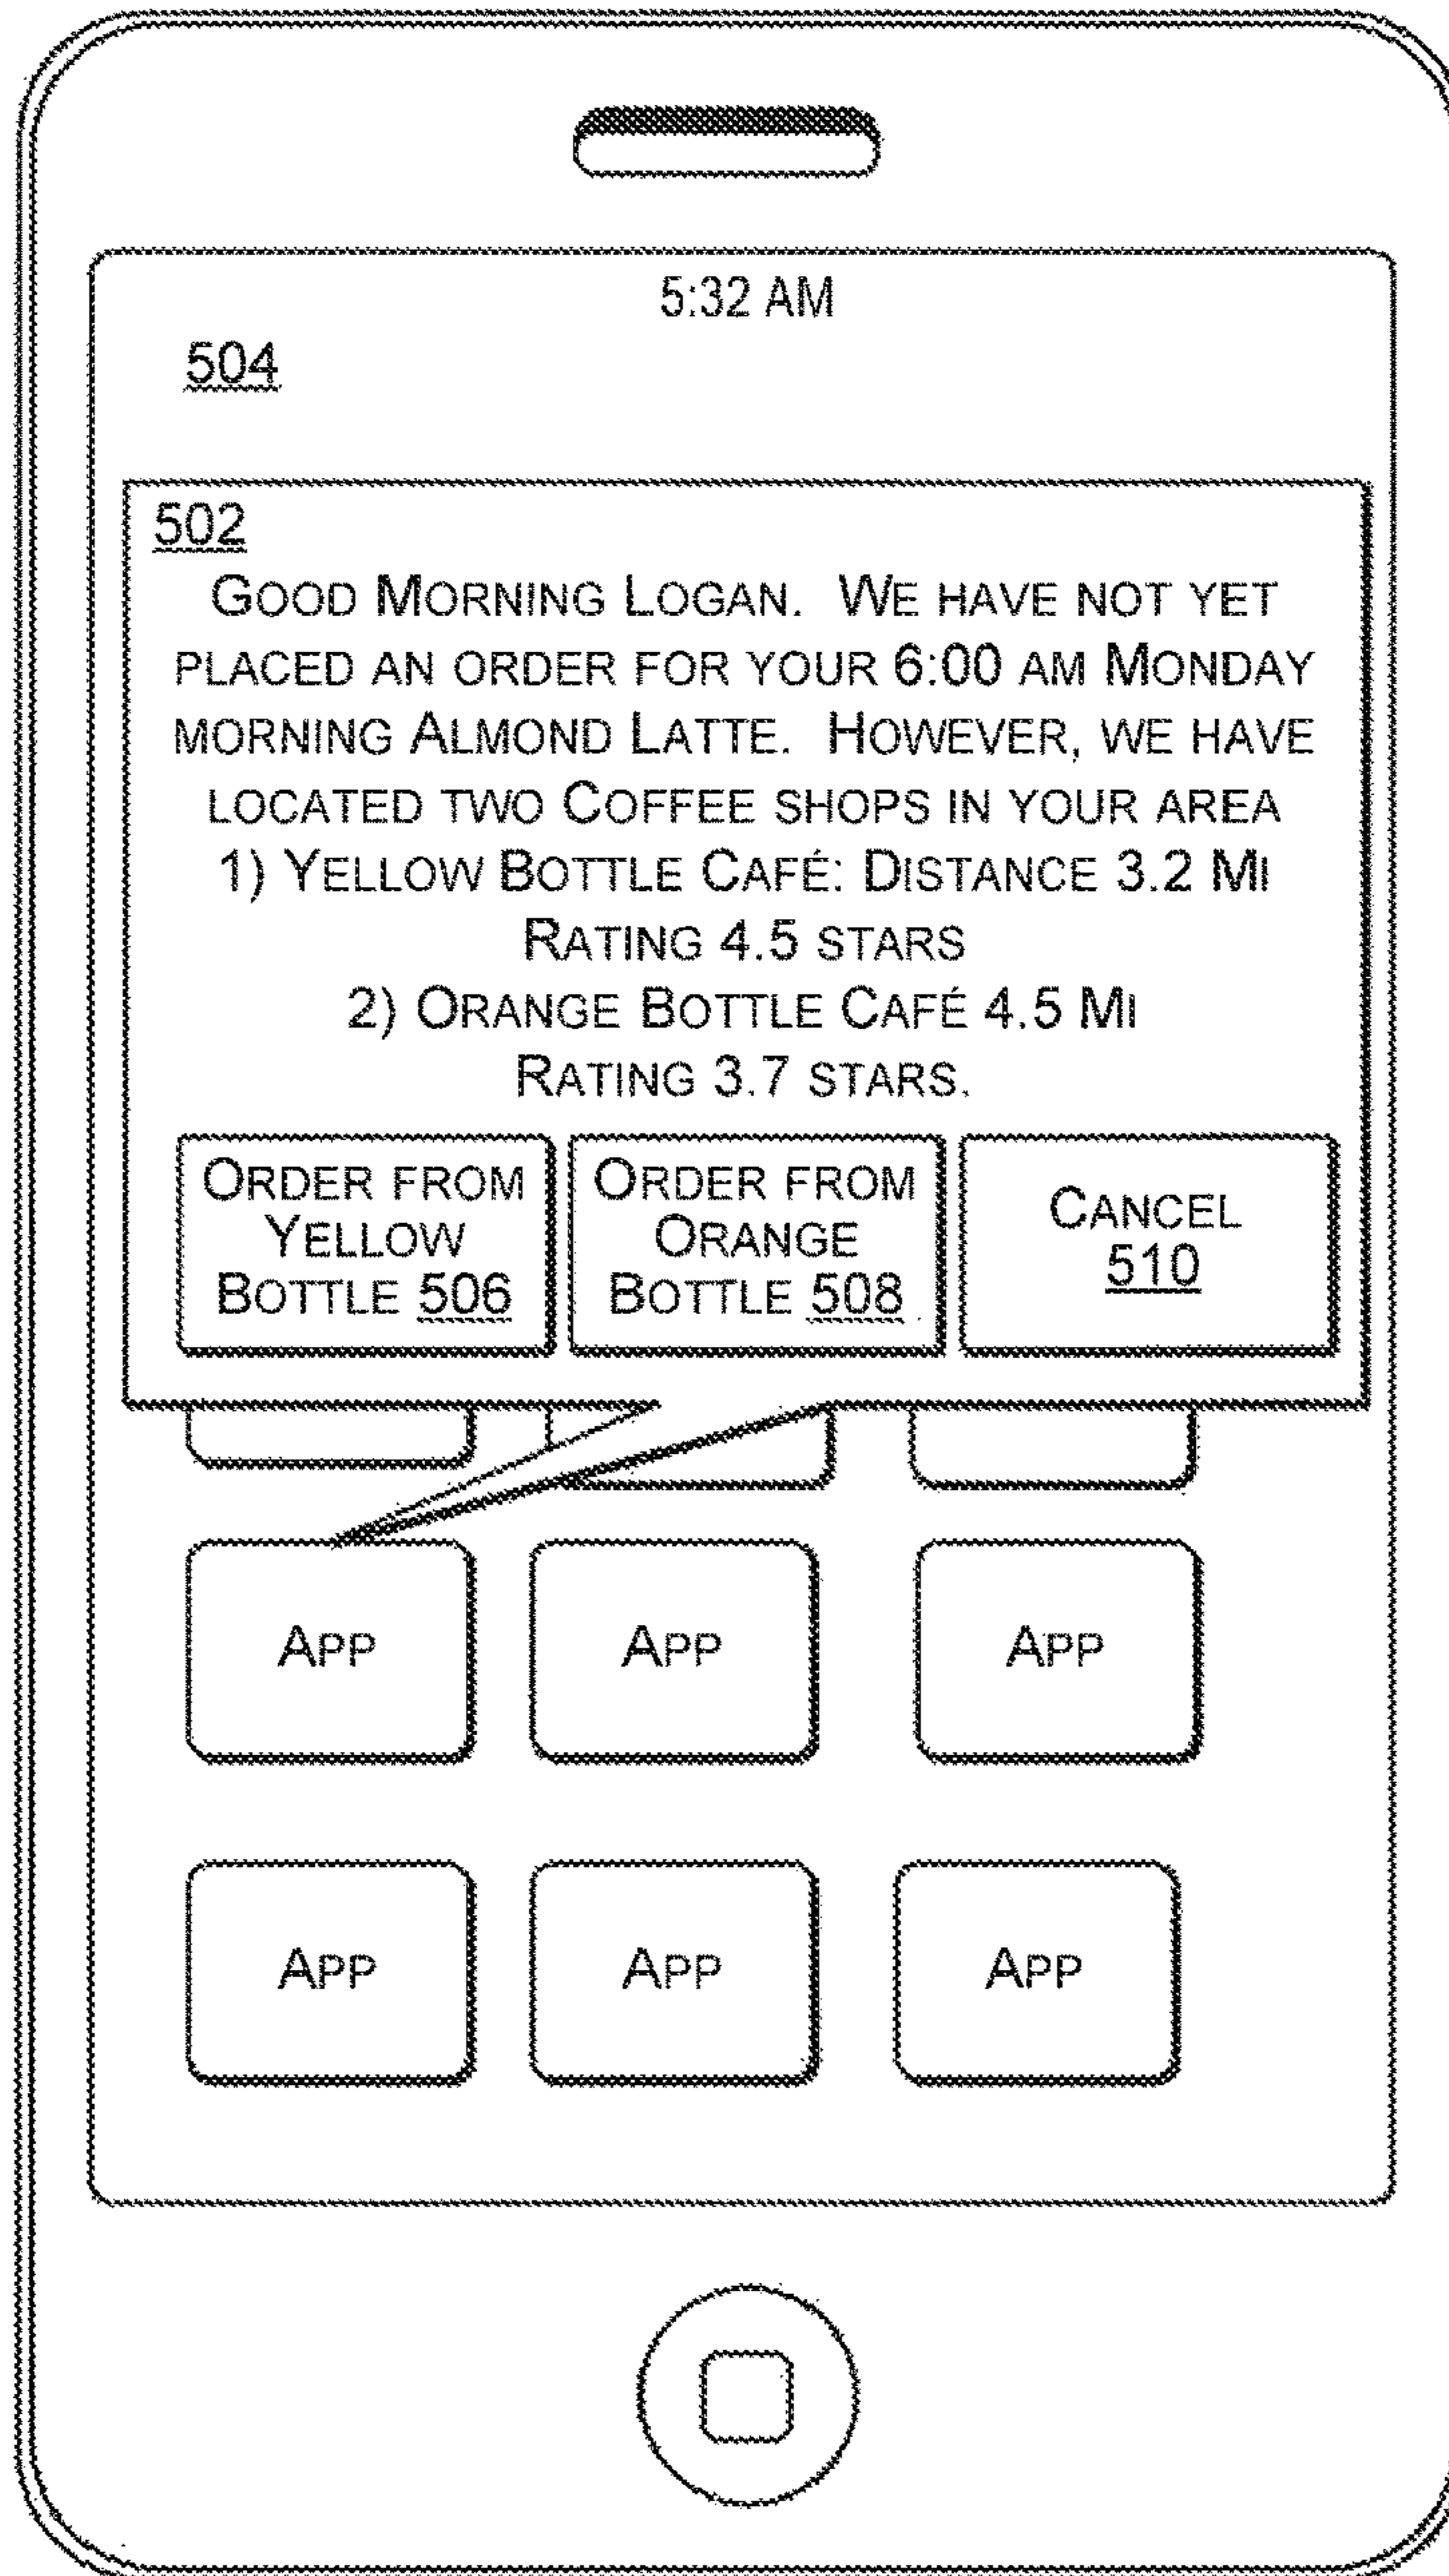 5:32 AM
504
502
GOOD MORNING LOGAN. WE HAVE NOT YET
PLACED AN ORDER FOR YOUR 6:00 AM MONDAY
MORNING ALMOND LATTE. HOWEVER, WE HAVE
LOCATED TWO COFFEE SHOPS IN YOUR AREA
1) YELLOW BOTTLE CAFÉ: DISTANCE 3.2 MI
RATING 4.5 STARS
2) ORANGE BOTTLE CAFÉ 4.5 MI
RATING 3.7 STARS.
ORDER FROM
YELLOW
BOTTLE 506
ORDER FROM
ORANGE
BOTTLE 508
CANCEL
510
APP
APP
APP
APP
APP
APP